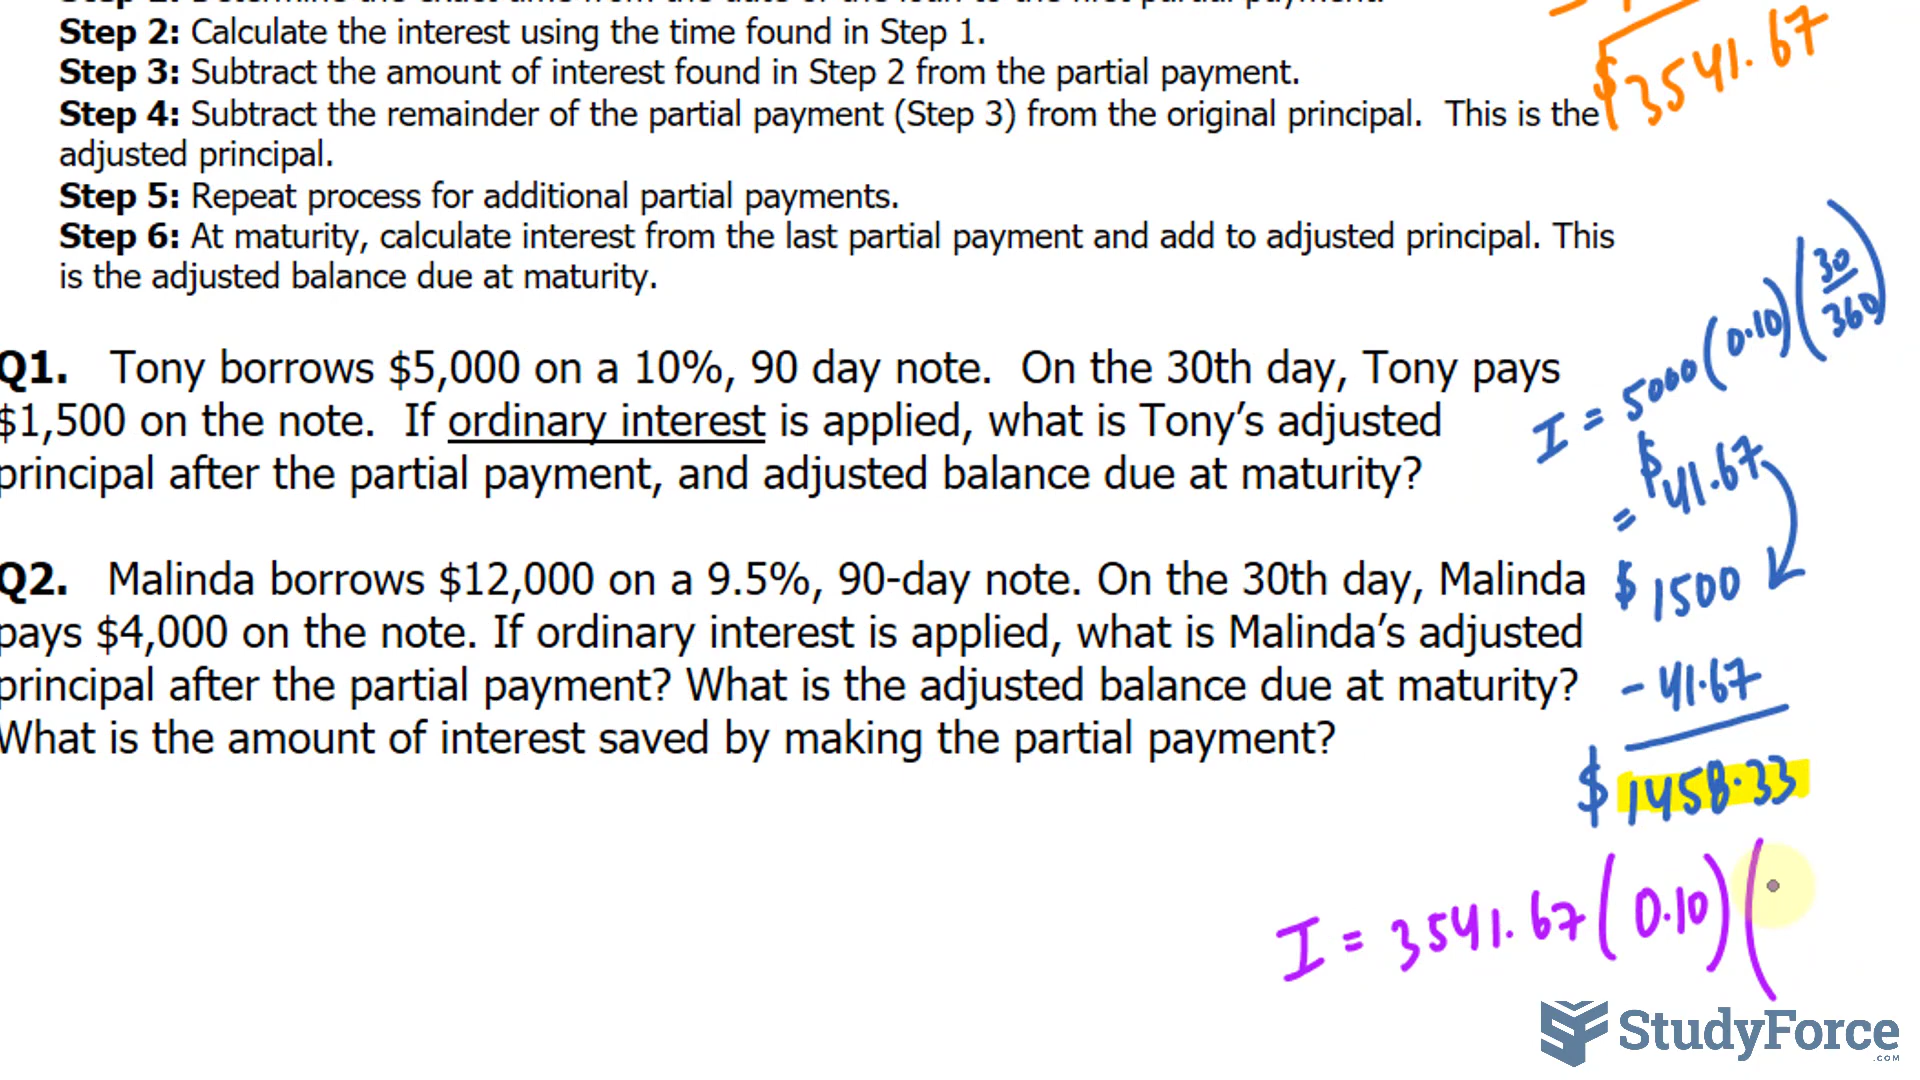 Step 2: Calculate the interest using the time found in Step 1.
Step 3: Subtract the amount of interest found in Step 2 from the partial payment.
Step 4: Subtract the remainder of the partial payment (Step 3) from the original principal. This is the
adjusted principal.
Step 5: Repeat process for additional partial payments.
Step 6: At maturity, calculate interest from the last partial payment and add to adjusted principal. This
is the adjusted balance due at maturity.
$3541.67
Q1. Tony borrows $5,000 on a 10%, 90 day note. On the 30th day, Tony pays
$1,500 on the note. If ordinary interest is applied, what is Tony’s adjusted
principal after the partial payment, and adjusted balance due at maturity?
Q2. Malinda borrows $12,000 on a 9.5%, 90-day note. On the 30th day, Malinda
pays $4,000 on the note. If ordinary interest is applied, what is Malinda’s adjusted
principal after the partial payment? What is the adjusted balance due at maturity?
What is the amount of interest saved by making the partial payment?
I = 5000(0.10)(30/360)
= $41.67
$1500
- 41.67
$1458.33
I = 3541.67(0.10)(
StudyForce
.COM